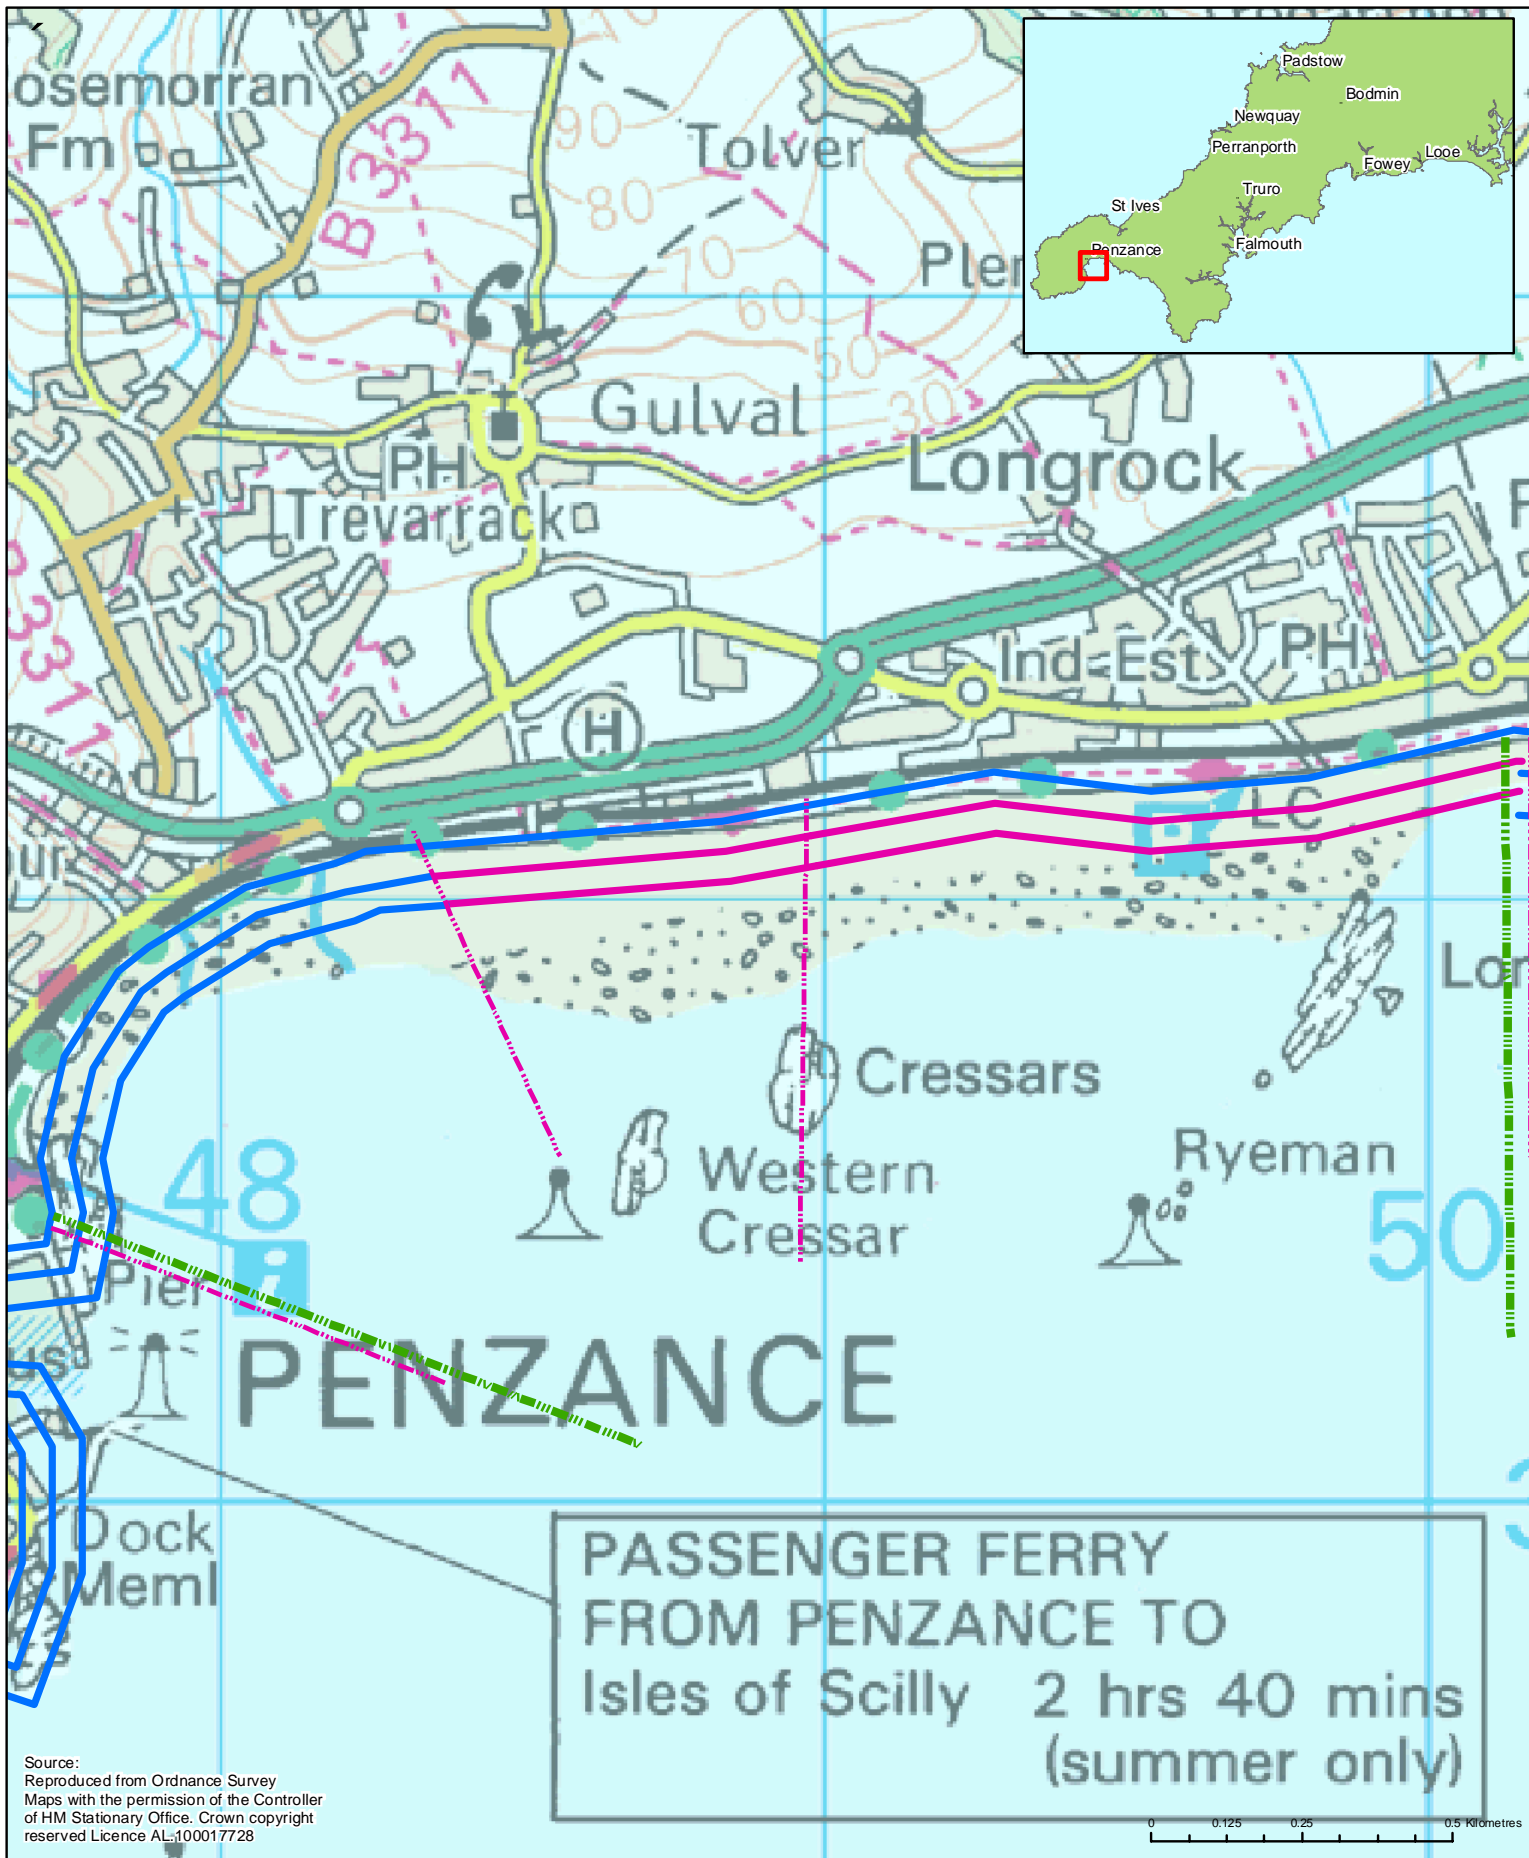 osemorran
Fm
B 3311
90
80
70
60
50
30
Tolver
Padstow
Bodmin
Newquay
Perranporth
Looe
Fowey
Truro
St Ives
Penzance
Falmouth
Gulval
PH
Longrock
Trevarrack
3311
Ind Est
PH
H
LC
Cressars
Western
Cressar
Ryeman
48
50
i
Pier
PENZANCE
Dock
Meml
PASSENGER FERRY
FROM PENZANCE TO
Isles of Scilly 2 hrs 40 mins
(summer only)
Source:
Reproduced from Ordnance Survey
Maps with the permission of the Controller
of HM Stationary Office. Crown copyright
reserved Licence AL 100017728
0 0.125 0.25 0.5 Kilometres